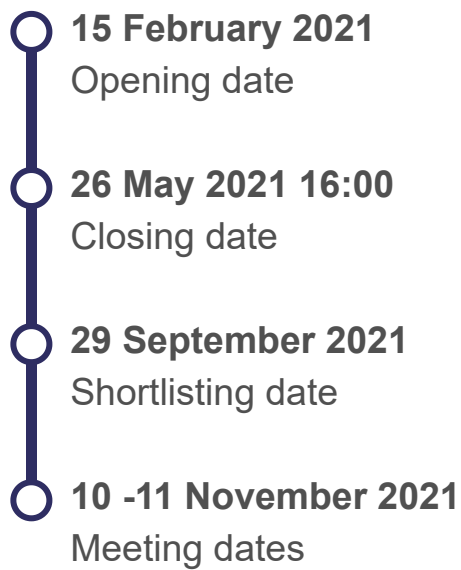 15 February 2021
Opening date
26 May 2021 16:00
Closing date
29 September 2021
Shortlisting date
10 -11 November 2021
Meeting dates